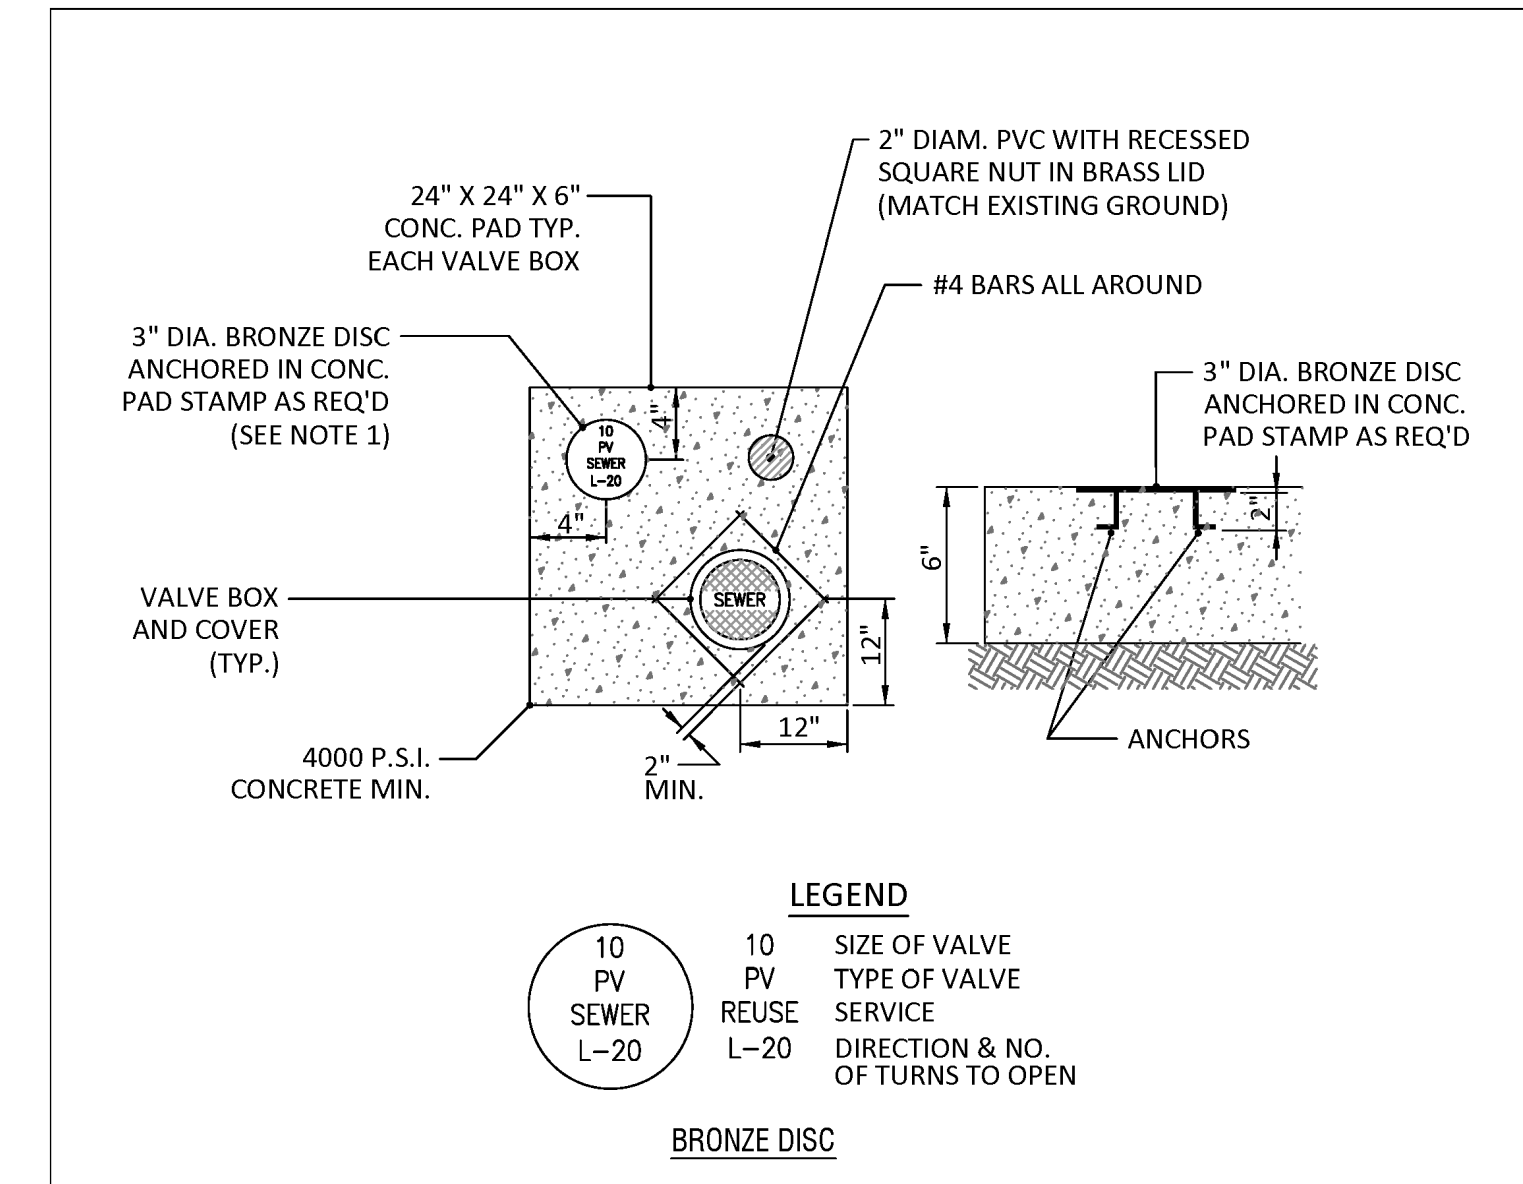 2" DIAM. PVC WITH RECESSED
SQUARE NUT IN BRASS LID
(MATCH EXISTING GROUND)
24" X 24" X 6"
CONC. PAD TYP.
EACH VALVE BOX
#4 BARS ALL AROUND
3" DIA. BRONZE DISC
ANCHORED IN CONC.
PAD STAMP AS REQ'D
(SEE NOTE 1)
3" DIA. BRONZE DISC
ANCHORED IN CONC.
PAD STAMP AS REQ'D
10
PV
SEWER
L-20
4"
4"
2"
6"
VALVE BOX
AND COVER
(TYP.)
SEWER
12"
12"
2"
MIN.
4000 P.S.I.
CONCRETE MIN.
ANCHORS
LEGEND
10
PV
SEWER
L-20
10 SIZE OF VALVE
PV TYPE OF VALVE
REUSE SERVICE
L-20 DIRECTION & NO.
OF TURNS TO OPEN
BRONZE DISC